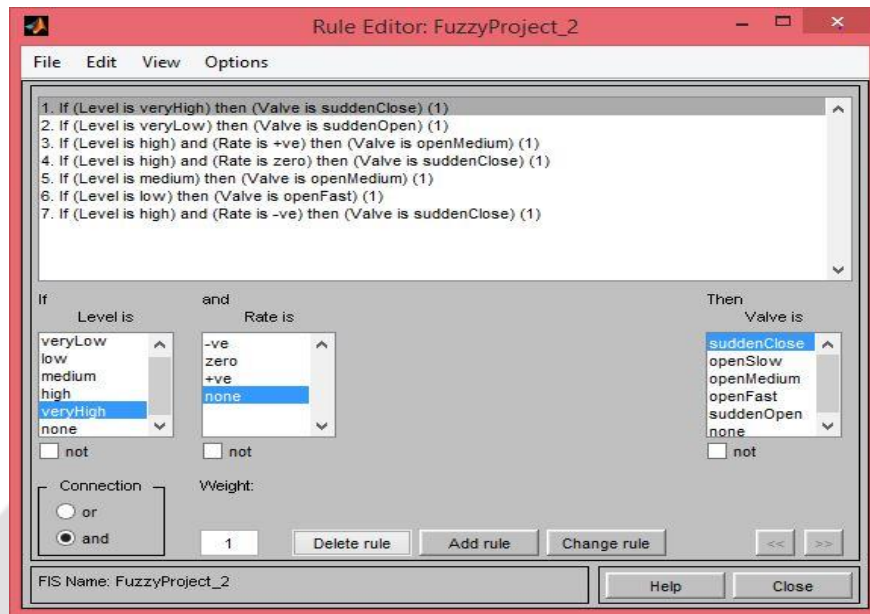 Rule Editor: FuzzyProject_2
File Edit View Options
1. If (Level is veryHigh) then (Valve is suddenClose) (1)
2. If (Level is veryLow) then (Valve is suddenOpen) (1)
3. If (Level is high) and (Rate is +ve) then (Valve is openMedium) (1)
4. If (Level is high) and (Rate is zero) then (Valve is suddenClose) (1)
5. If (Level is medium) then (Valve is openMedium) (1)
6. If (Level is low) then (Valve is openFast) (1)
7. If (Level is high) and (Rate is -ve) then (Valve is suddenClose) (1)
If
Level is
veryLow
low
medium
high
veryHigh
none
not
and
Rate is
-ve
zero
+ve
none
not
Then
Valve is
suddenClose
openSlow
openMedium
openFast
suddenOpen
none
not
Connection
or
and
Weight:
1
Delete rule
Add rule
Change rule
<<
>>
FIS Name: FuzzyProject_2
Help
Close